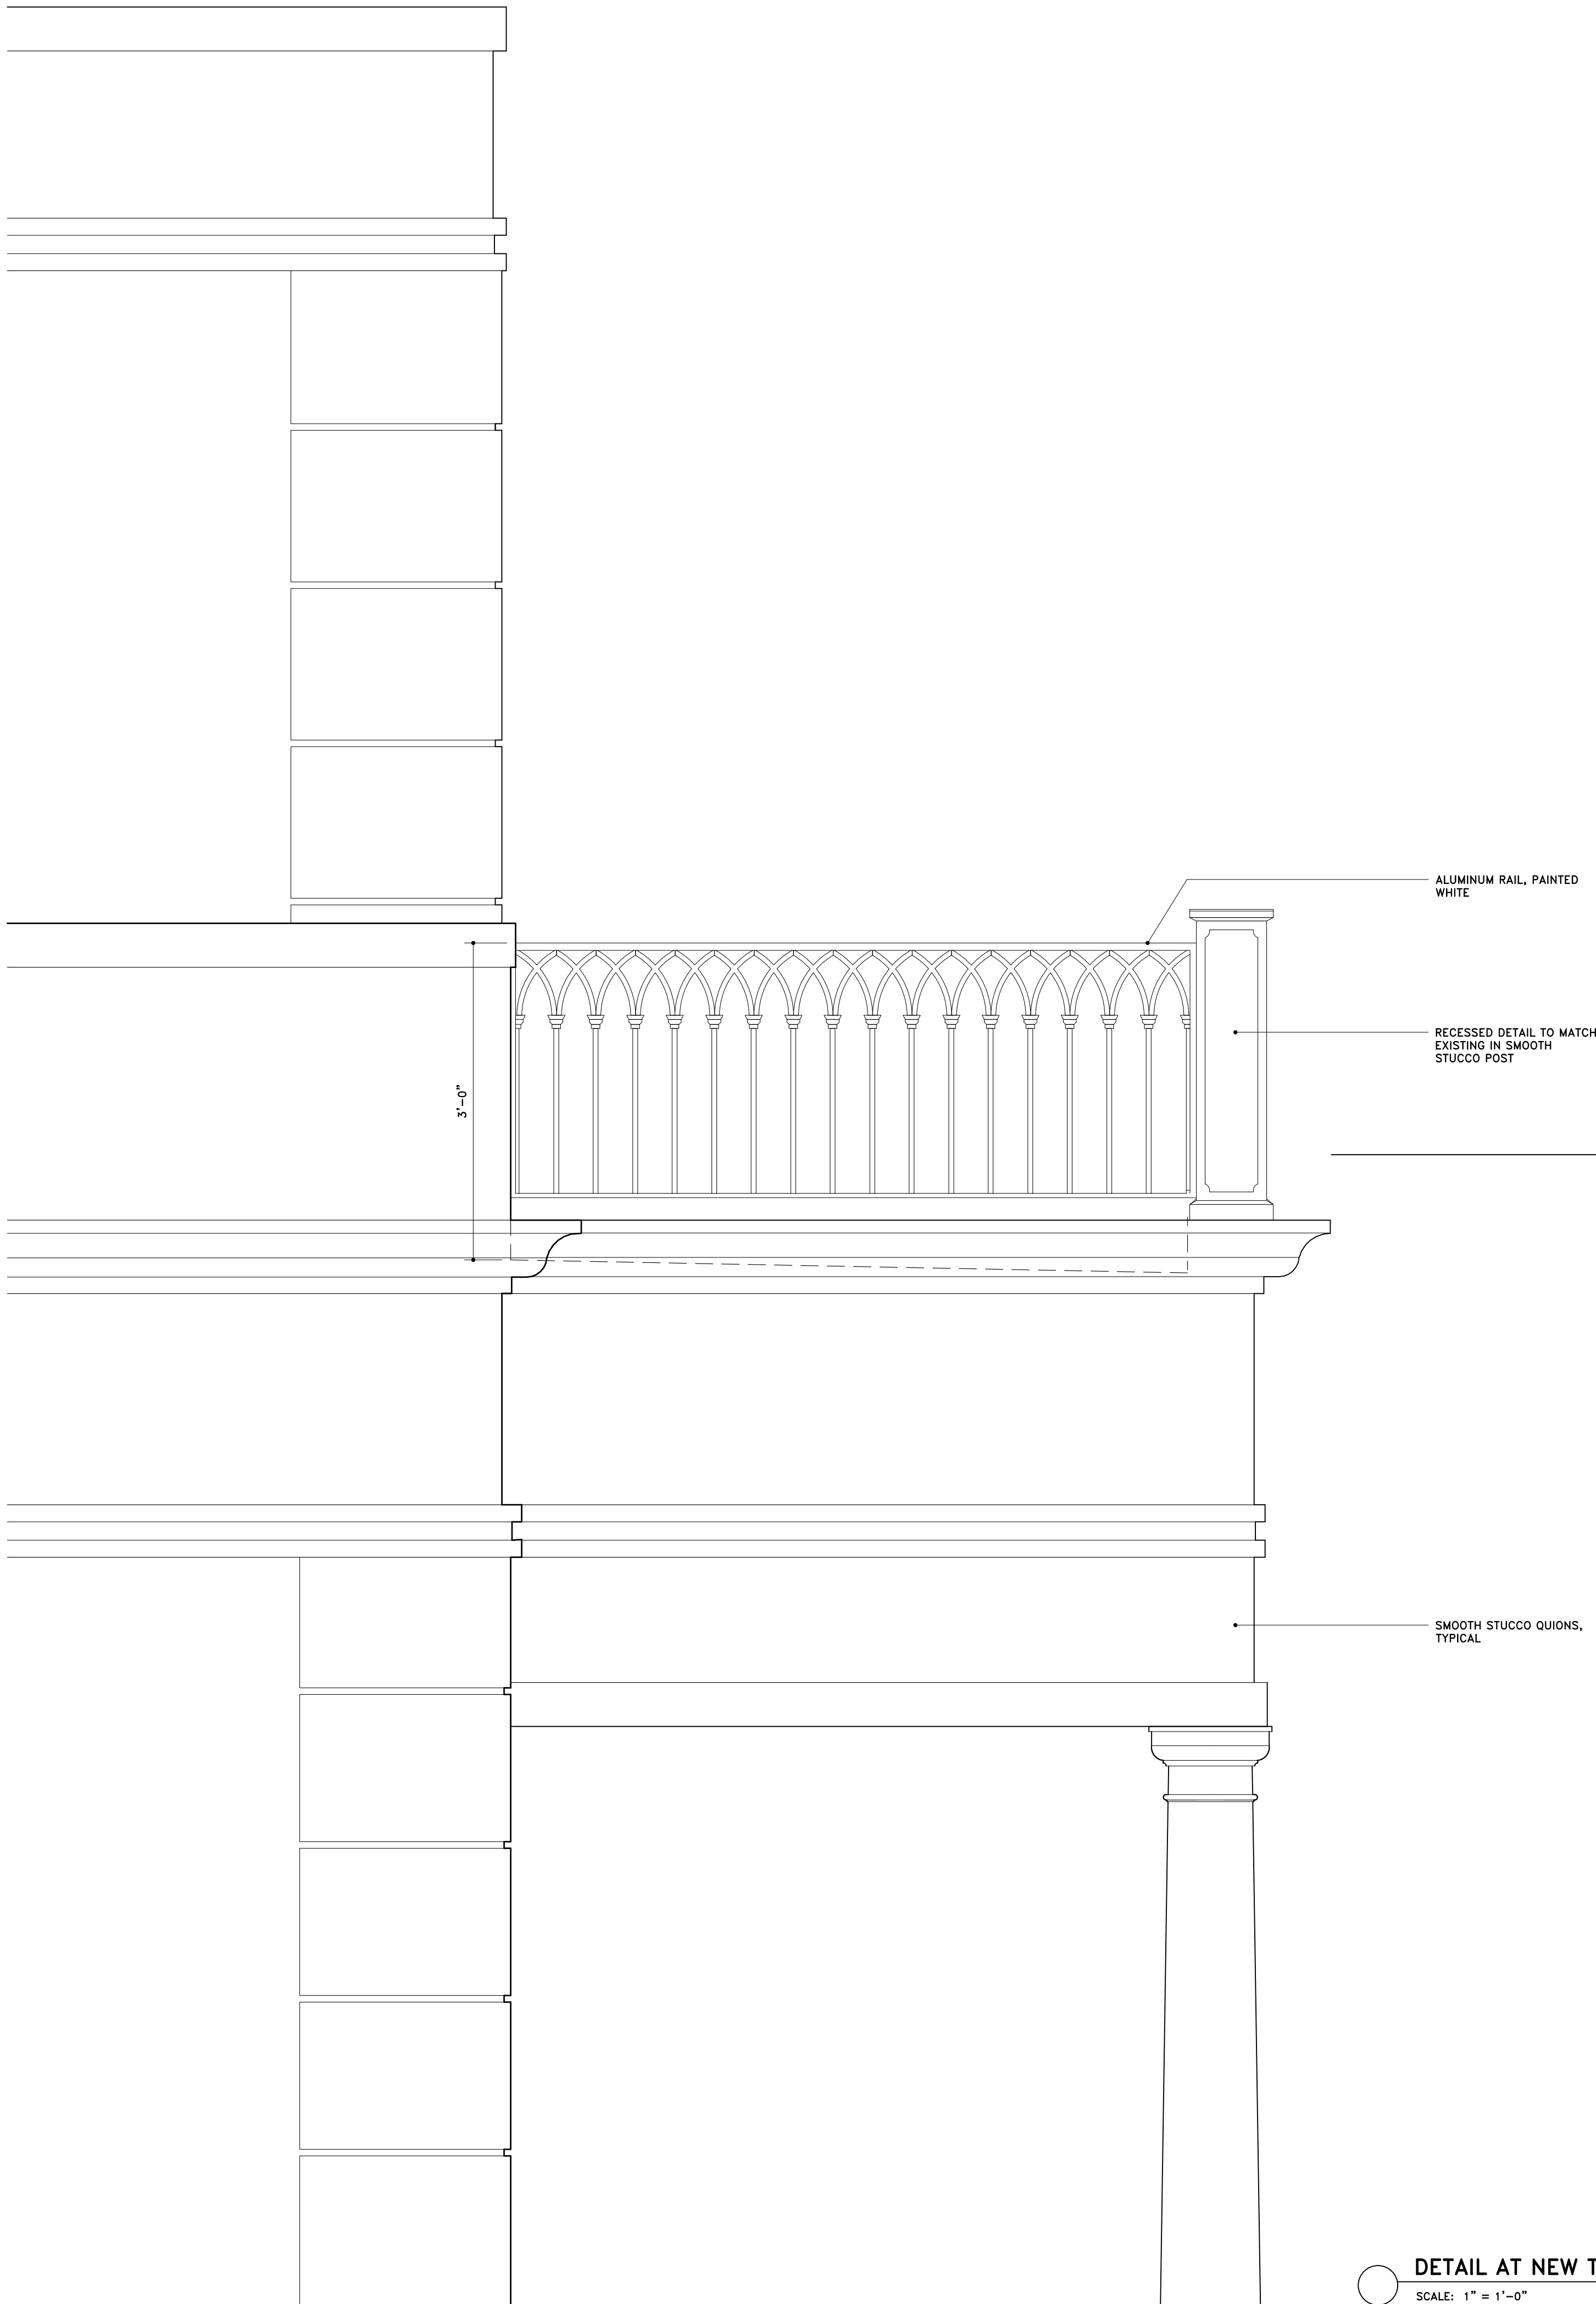 ALUMINUM RAIL, PAINTED
WHITE
3'-0"
RECESSED DETAIL TO MATCH
EXISTING IN SMOOTH
STUCCO POST
SMOOTH STUCCO QUIONS,
TYPICAL
DETAIL AT NEW
SCALE: 1" = 1'-0"